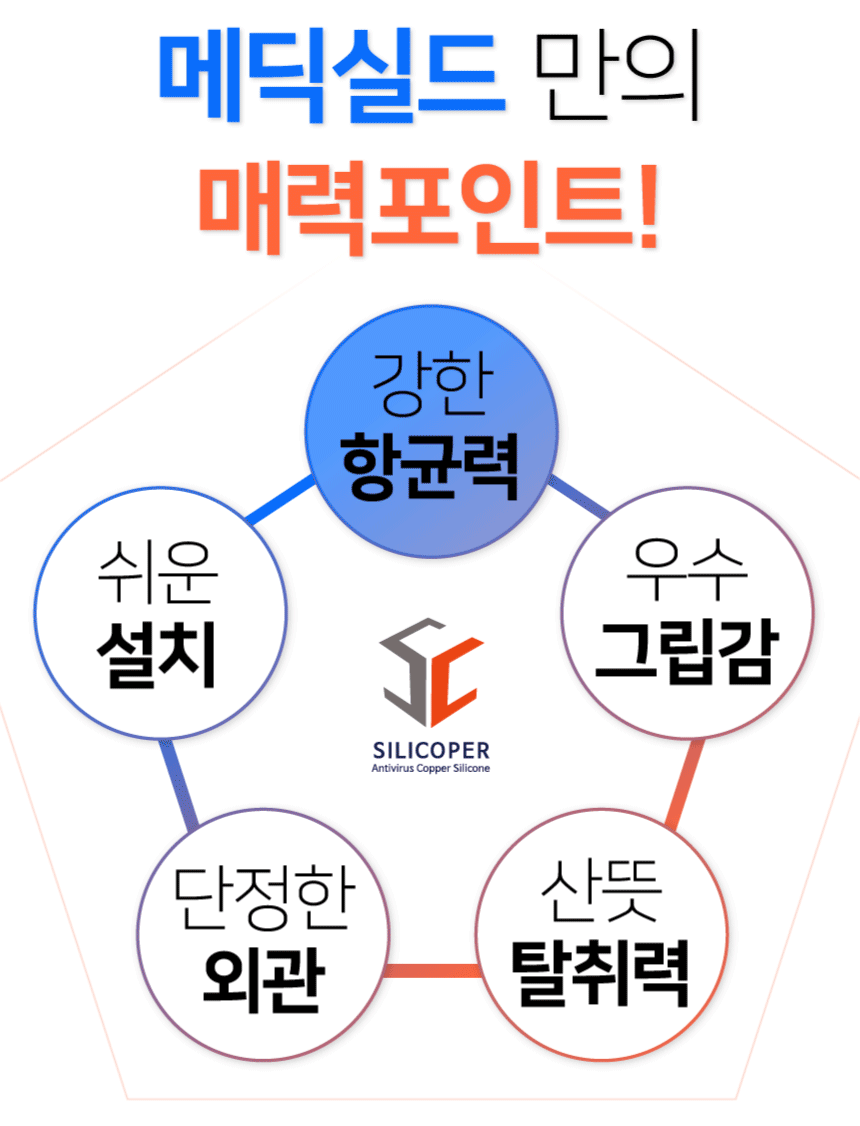 메딕실드 만의
매력포인트!
강한
항균력
쉬운
설치
우수
그립감
SILICOPER
Antivirus Copper Silicone
단정한
외관
산뜻
탈취력